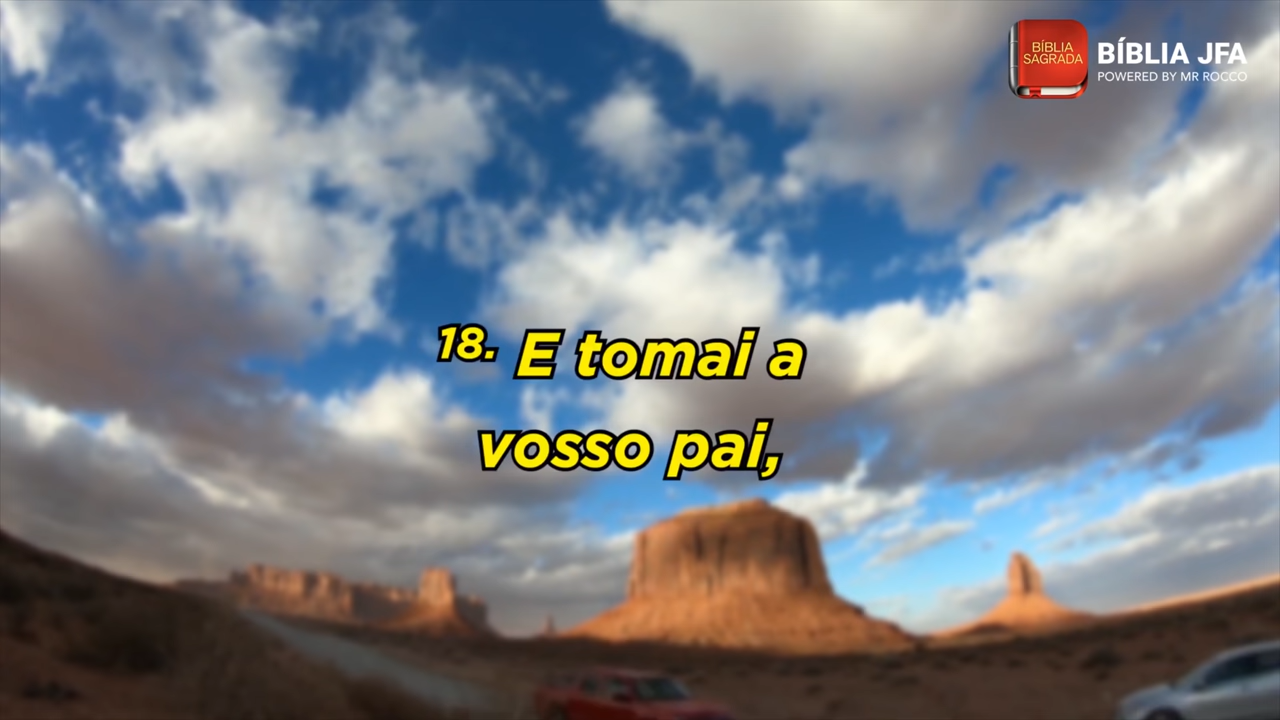 BÍBLIA
SAGRADA
BÍBLIA JFA
POWERED BY MR ROCCO
18. E tomai a
vosso pai,